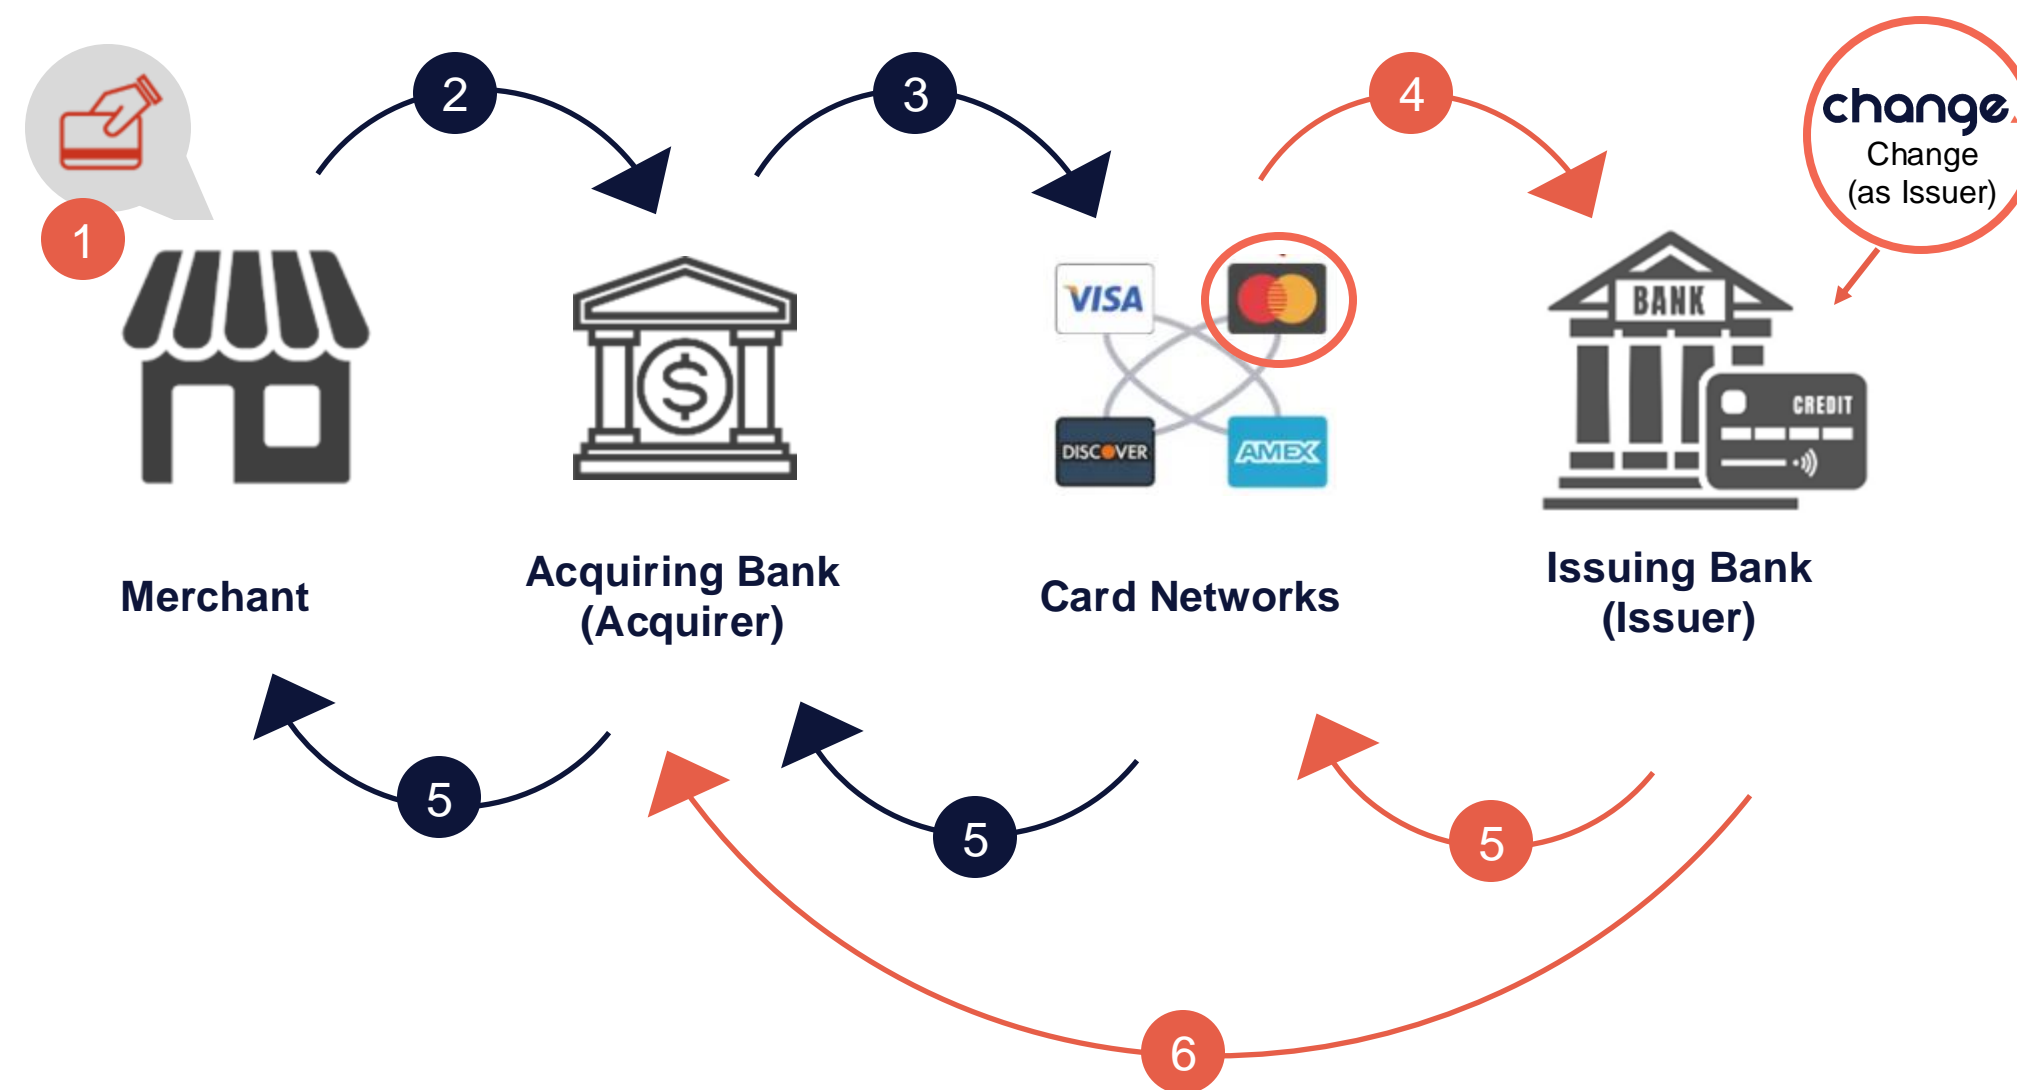 2
3
4
change.
Change
(as Issuer)
1
VISA
BANK
CREDIT
DISCOVER
AMEX
Merchant
Acquiring Bank
(Acquirer)
Card Networks
Issuing Bank
(Issuer)
5
5
5
6